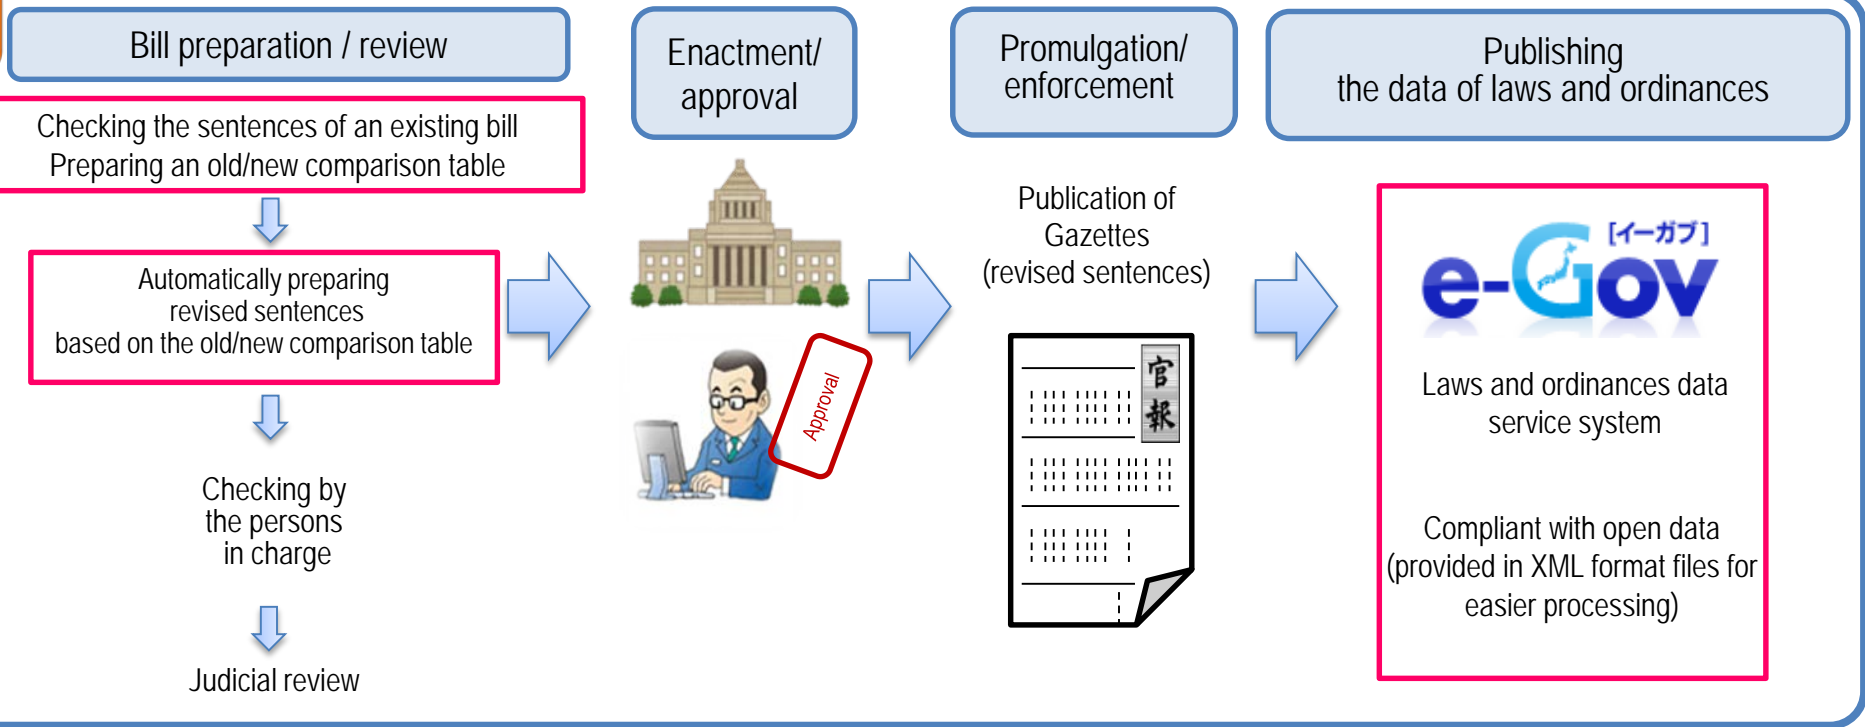 Bill preparation / review
Checking the sentences of an existing bill
Preparing an old/new comparison table
Automatically preparing
revised sentences
based on the old/new comparison table
Checking by
the persons
in charge
Judicial review
Enactment/
approval
Approval
Promulgation/
enforcement
Publication of
Gazettes
(revised sentences)
官報
Publishing
the data of laws and ordinances
[イーガブ]
e-Gov
Laws and ordinances data
service system
Compliant with open data
(provided in XML format files for
easier processing)